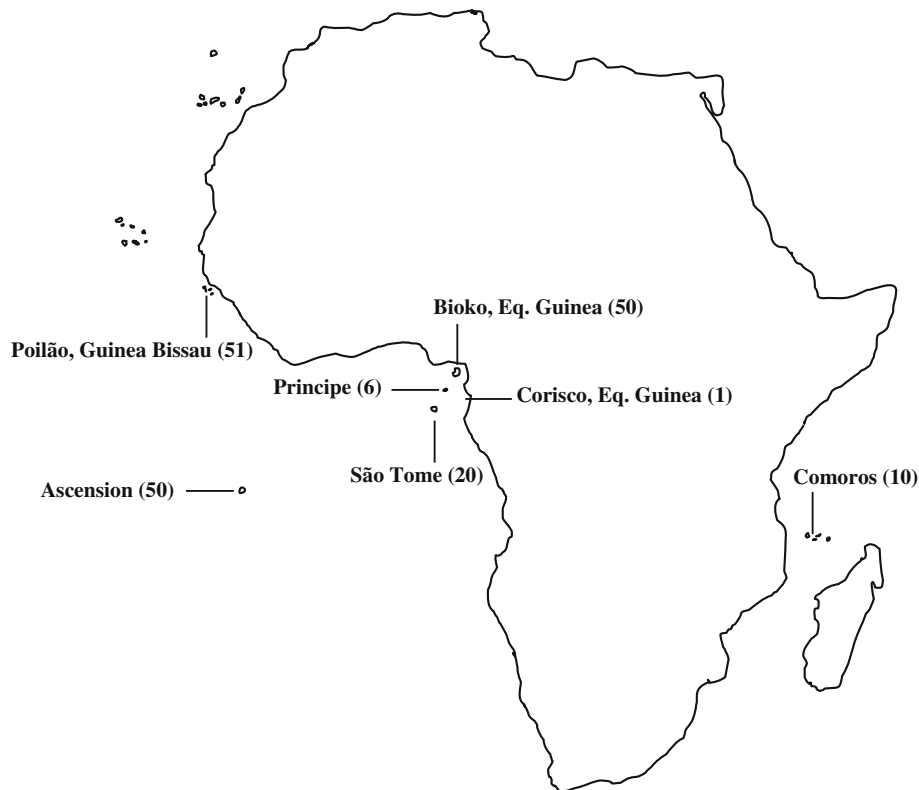 Bioko, Eq. Guinea (50)
Poilão, Guinea Bissau (51)
Principe (6)
Corisco, Eq. Guinea (1)
São Tome (20)
Comoros (10)
Ascension (50)